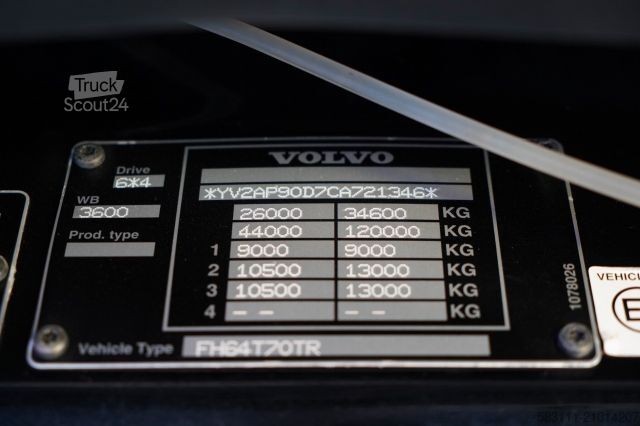 Truck
Scout24
VOLVO
Drive
6*4
*YV2AP90D7CA721346*
WB
3600
26000 34600 KG
44000 120000 KG
Prod. type
1 9000 9000 KG
2 10500 13000 KG
3 10500 13000 KG
4 -- -- KG
Vehicle Type FH64T70TR
1078026
VEHICL
E